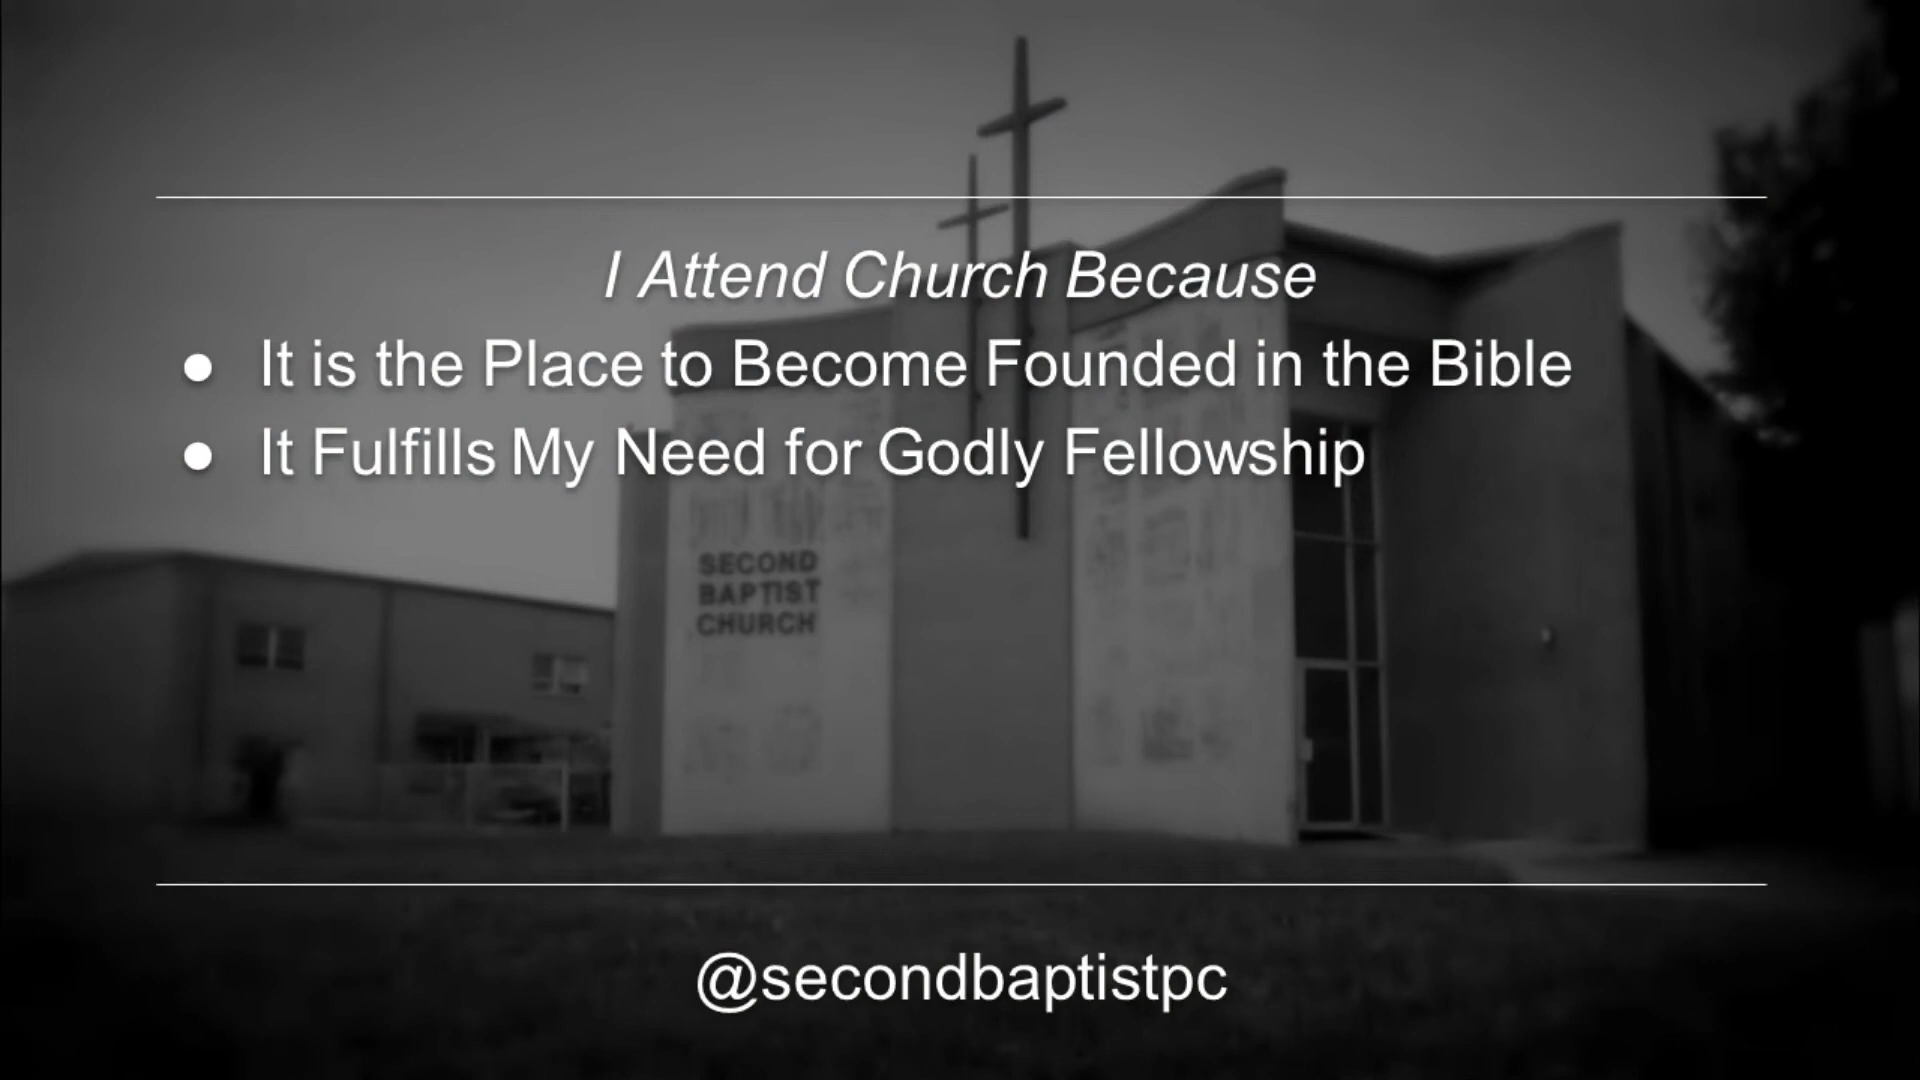 I Attend Church Because
● It is the Place to Become Founded in the Bible
● It Fulfills My Need for Godly Fellowship
SECOND
BAPTIST
CHURCH
@secondbaptistpc